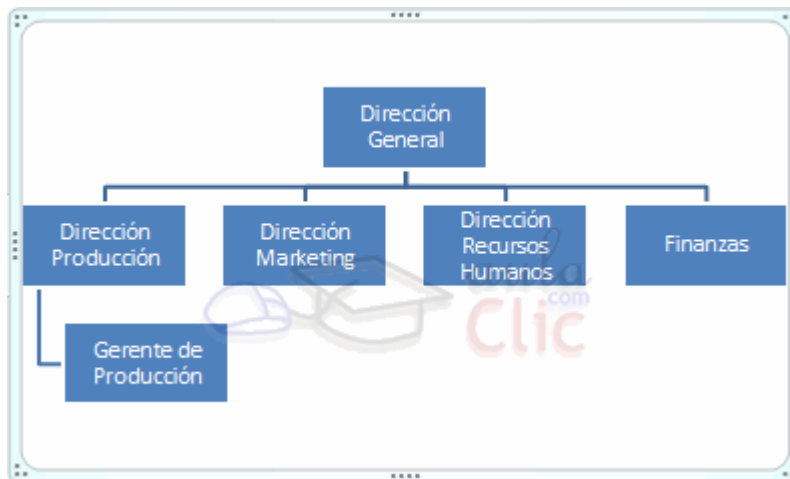 Dirección
General
Dirección
Producción
Dirección
Marketing
Dirección
Recursos
Humanos
Finanzas
Gerente de
Producción
aula
.com
Clic